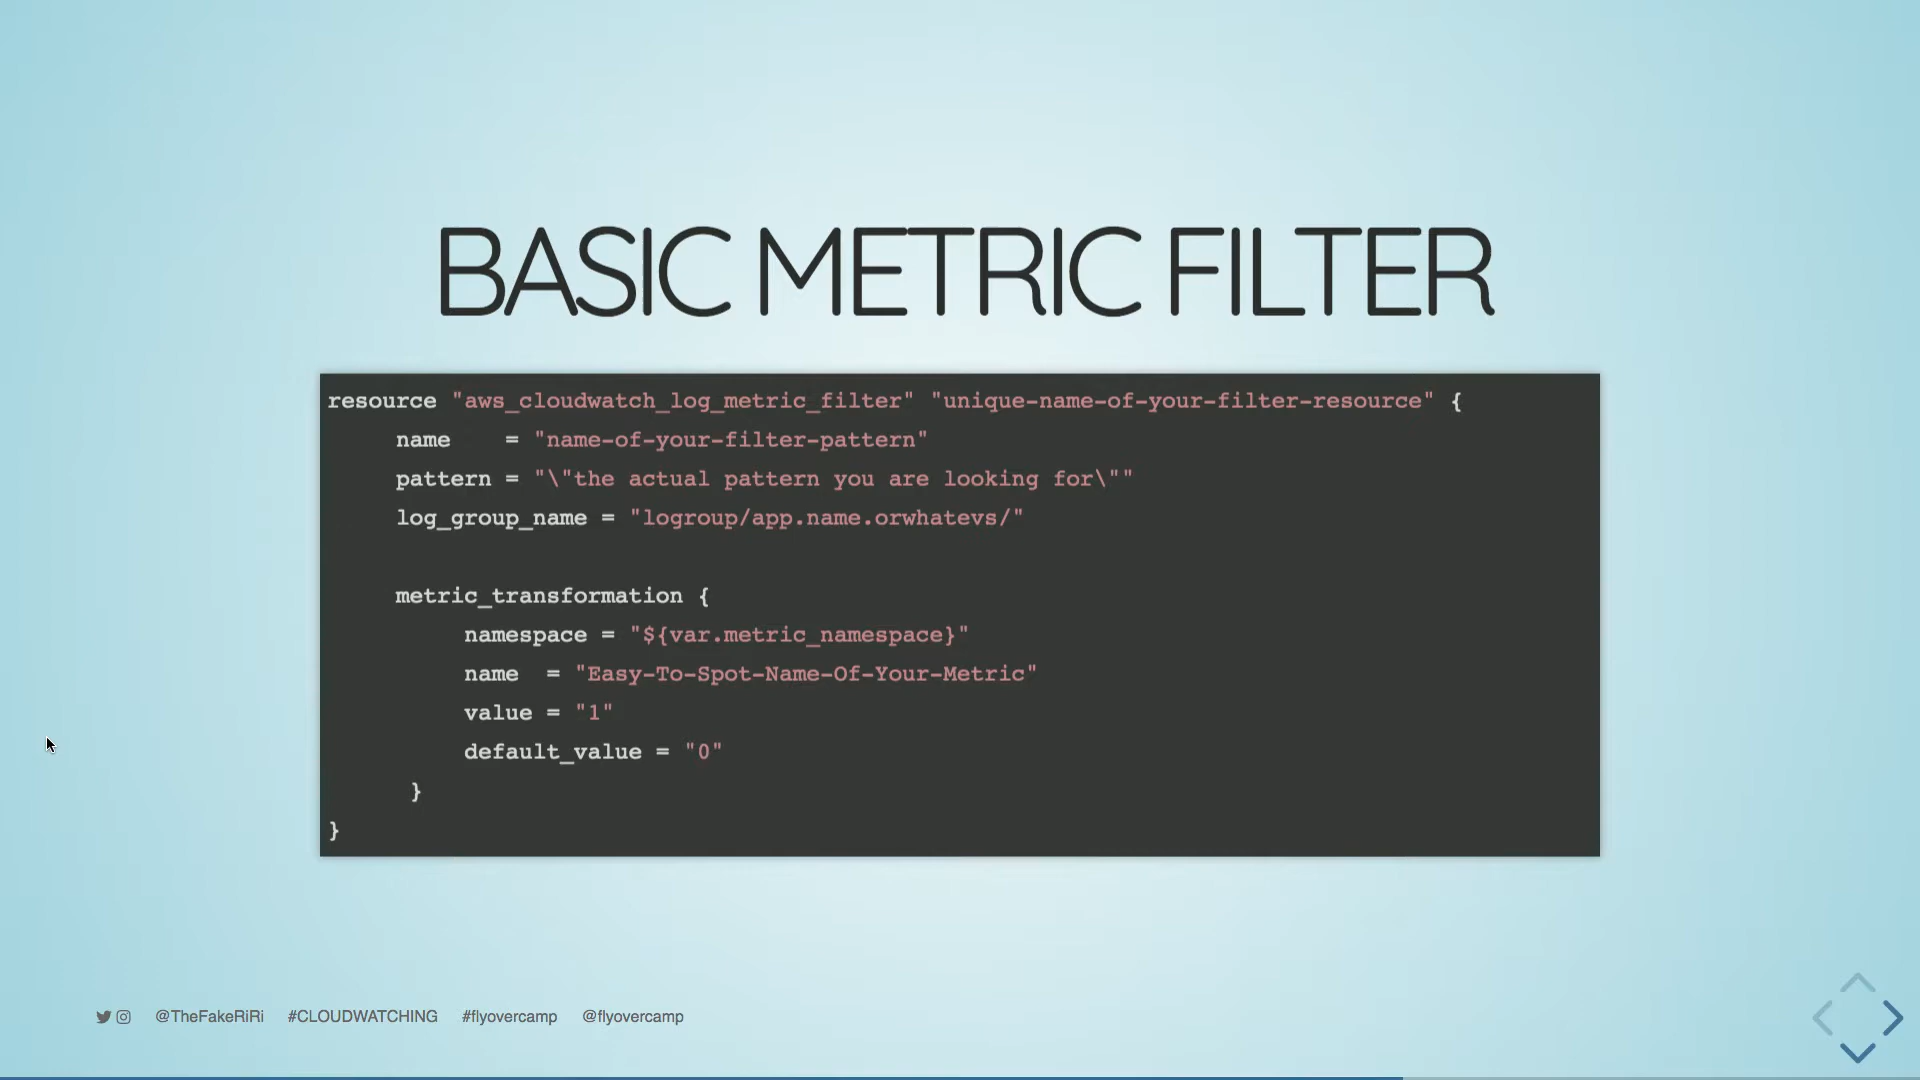 BASIC METRIC FILTER
resource "aws_cloudwatch_log_metric_filter" "unique-name-of-your-filter-resource" {
name = "name-of-your-filter-pattern"
pattern = "\"the actual pattern you are looking for\""
log_group_name = "logroup/app.name.orwhatevs/"
metric_transformation {
namespace = "${var.metric_namespace}"
name = "Easy-To-Spot-Name-Of-Your-Metric"
value = "1"
default_value = "0"
}
}
@TheFakeRiRi #CLOUDWATCHING #flyovercamp @flyovercamp